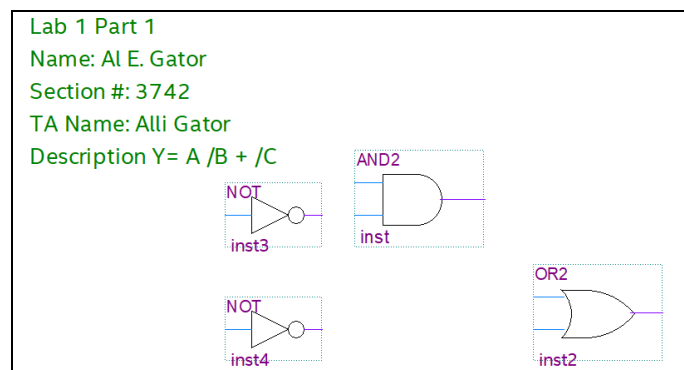 Lab 1 Part 1
Name: Al E. Gator
Section #: 3742
TA Name: Alli Gator
Description Y= A /B + /C
AND2
NOT
inst
inst3
OR2
NOT
inst2
inst4